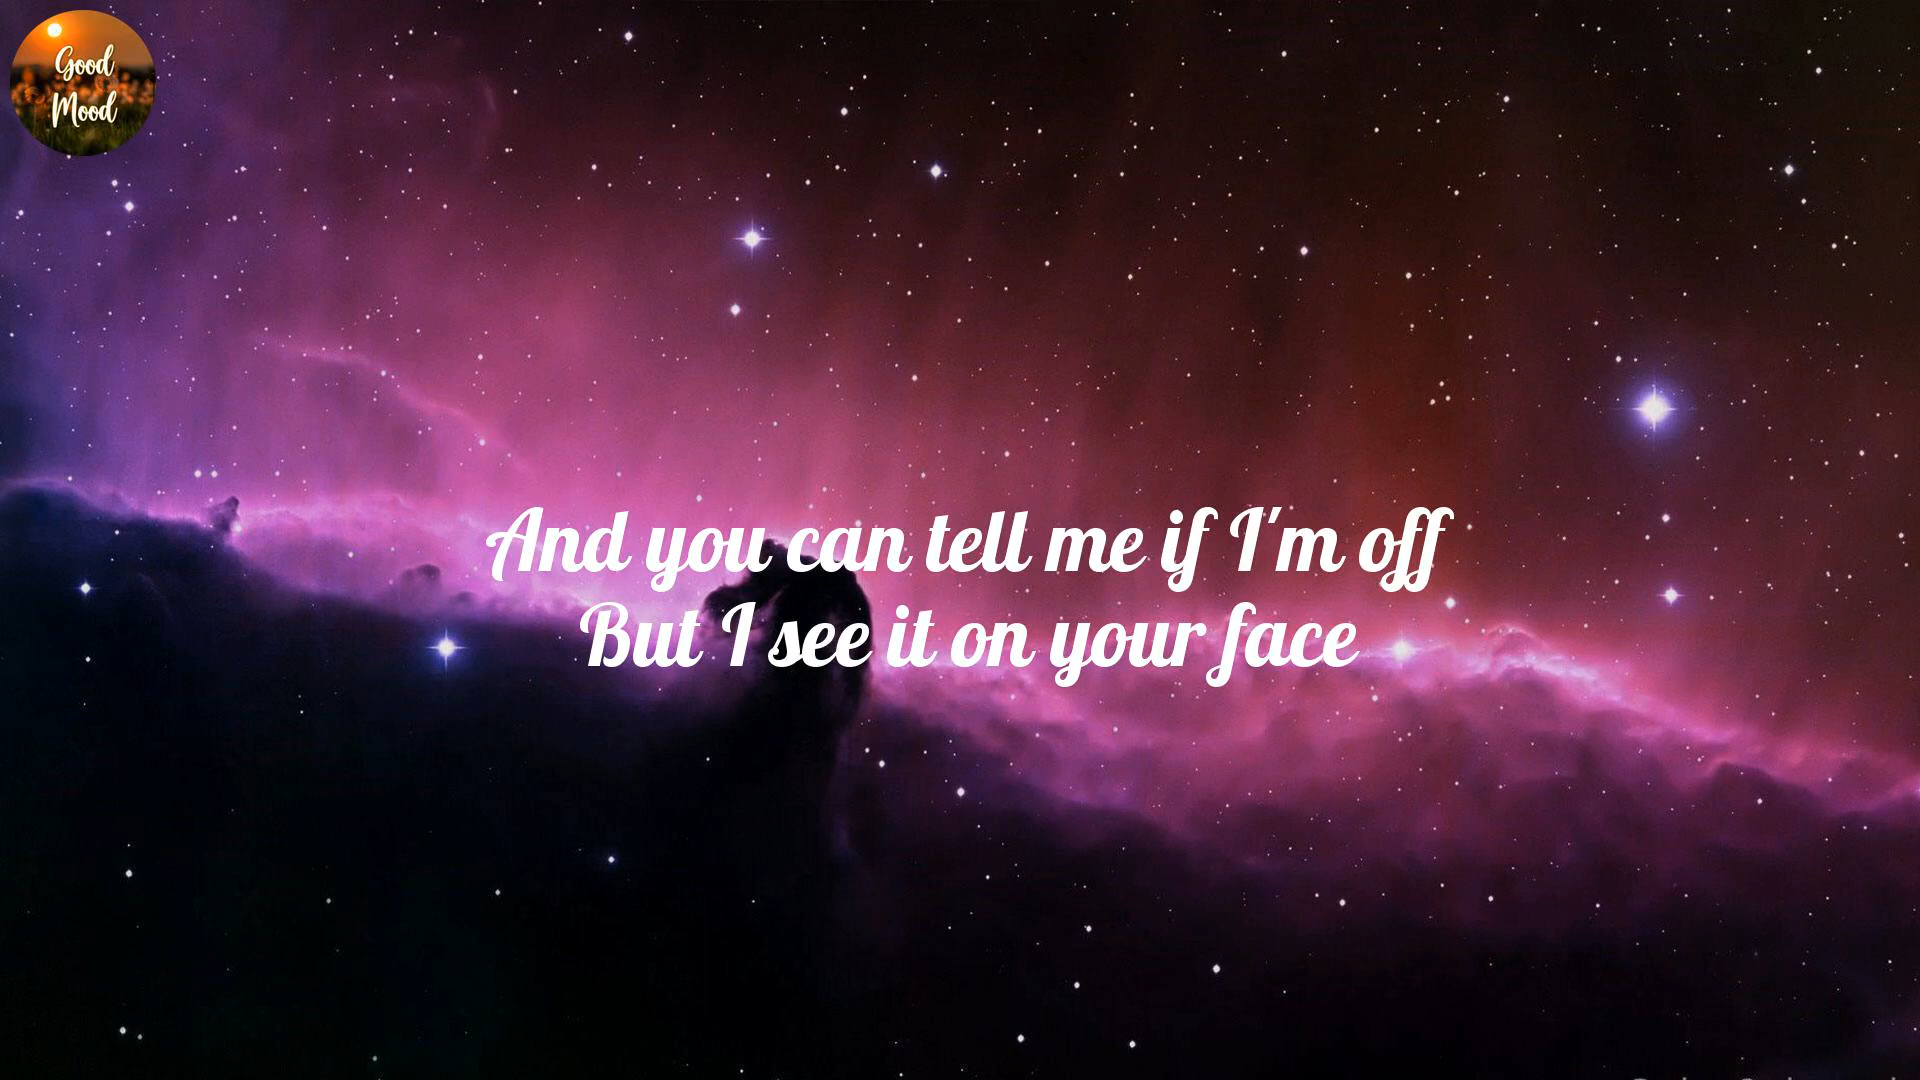 Good
Mood
And you can tell me if I'm off
But I see it on your face